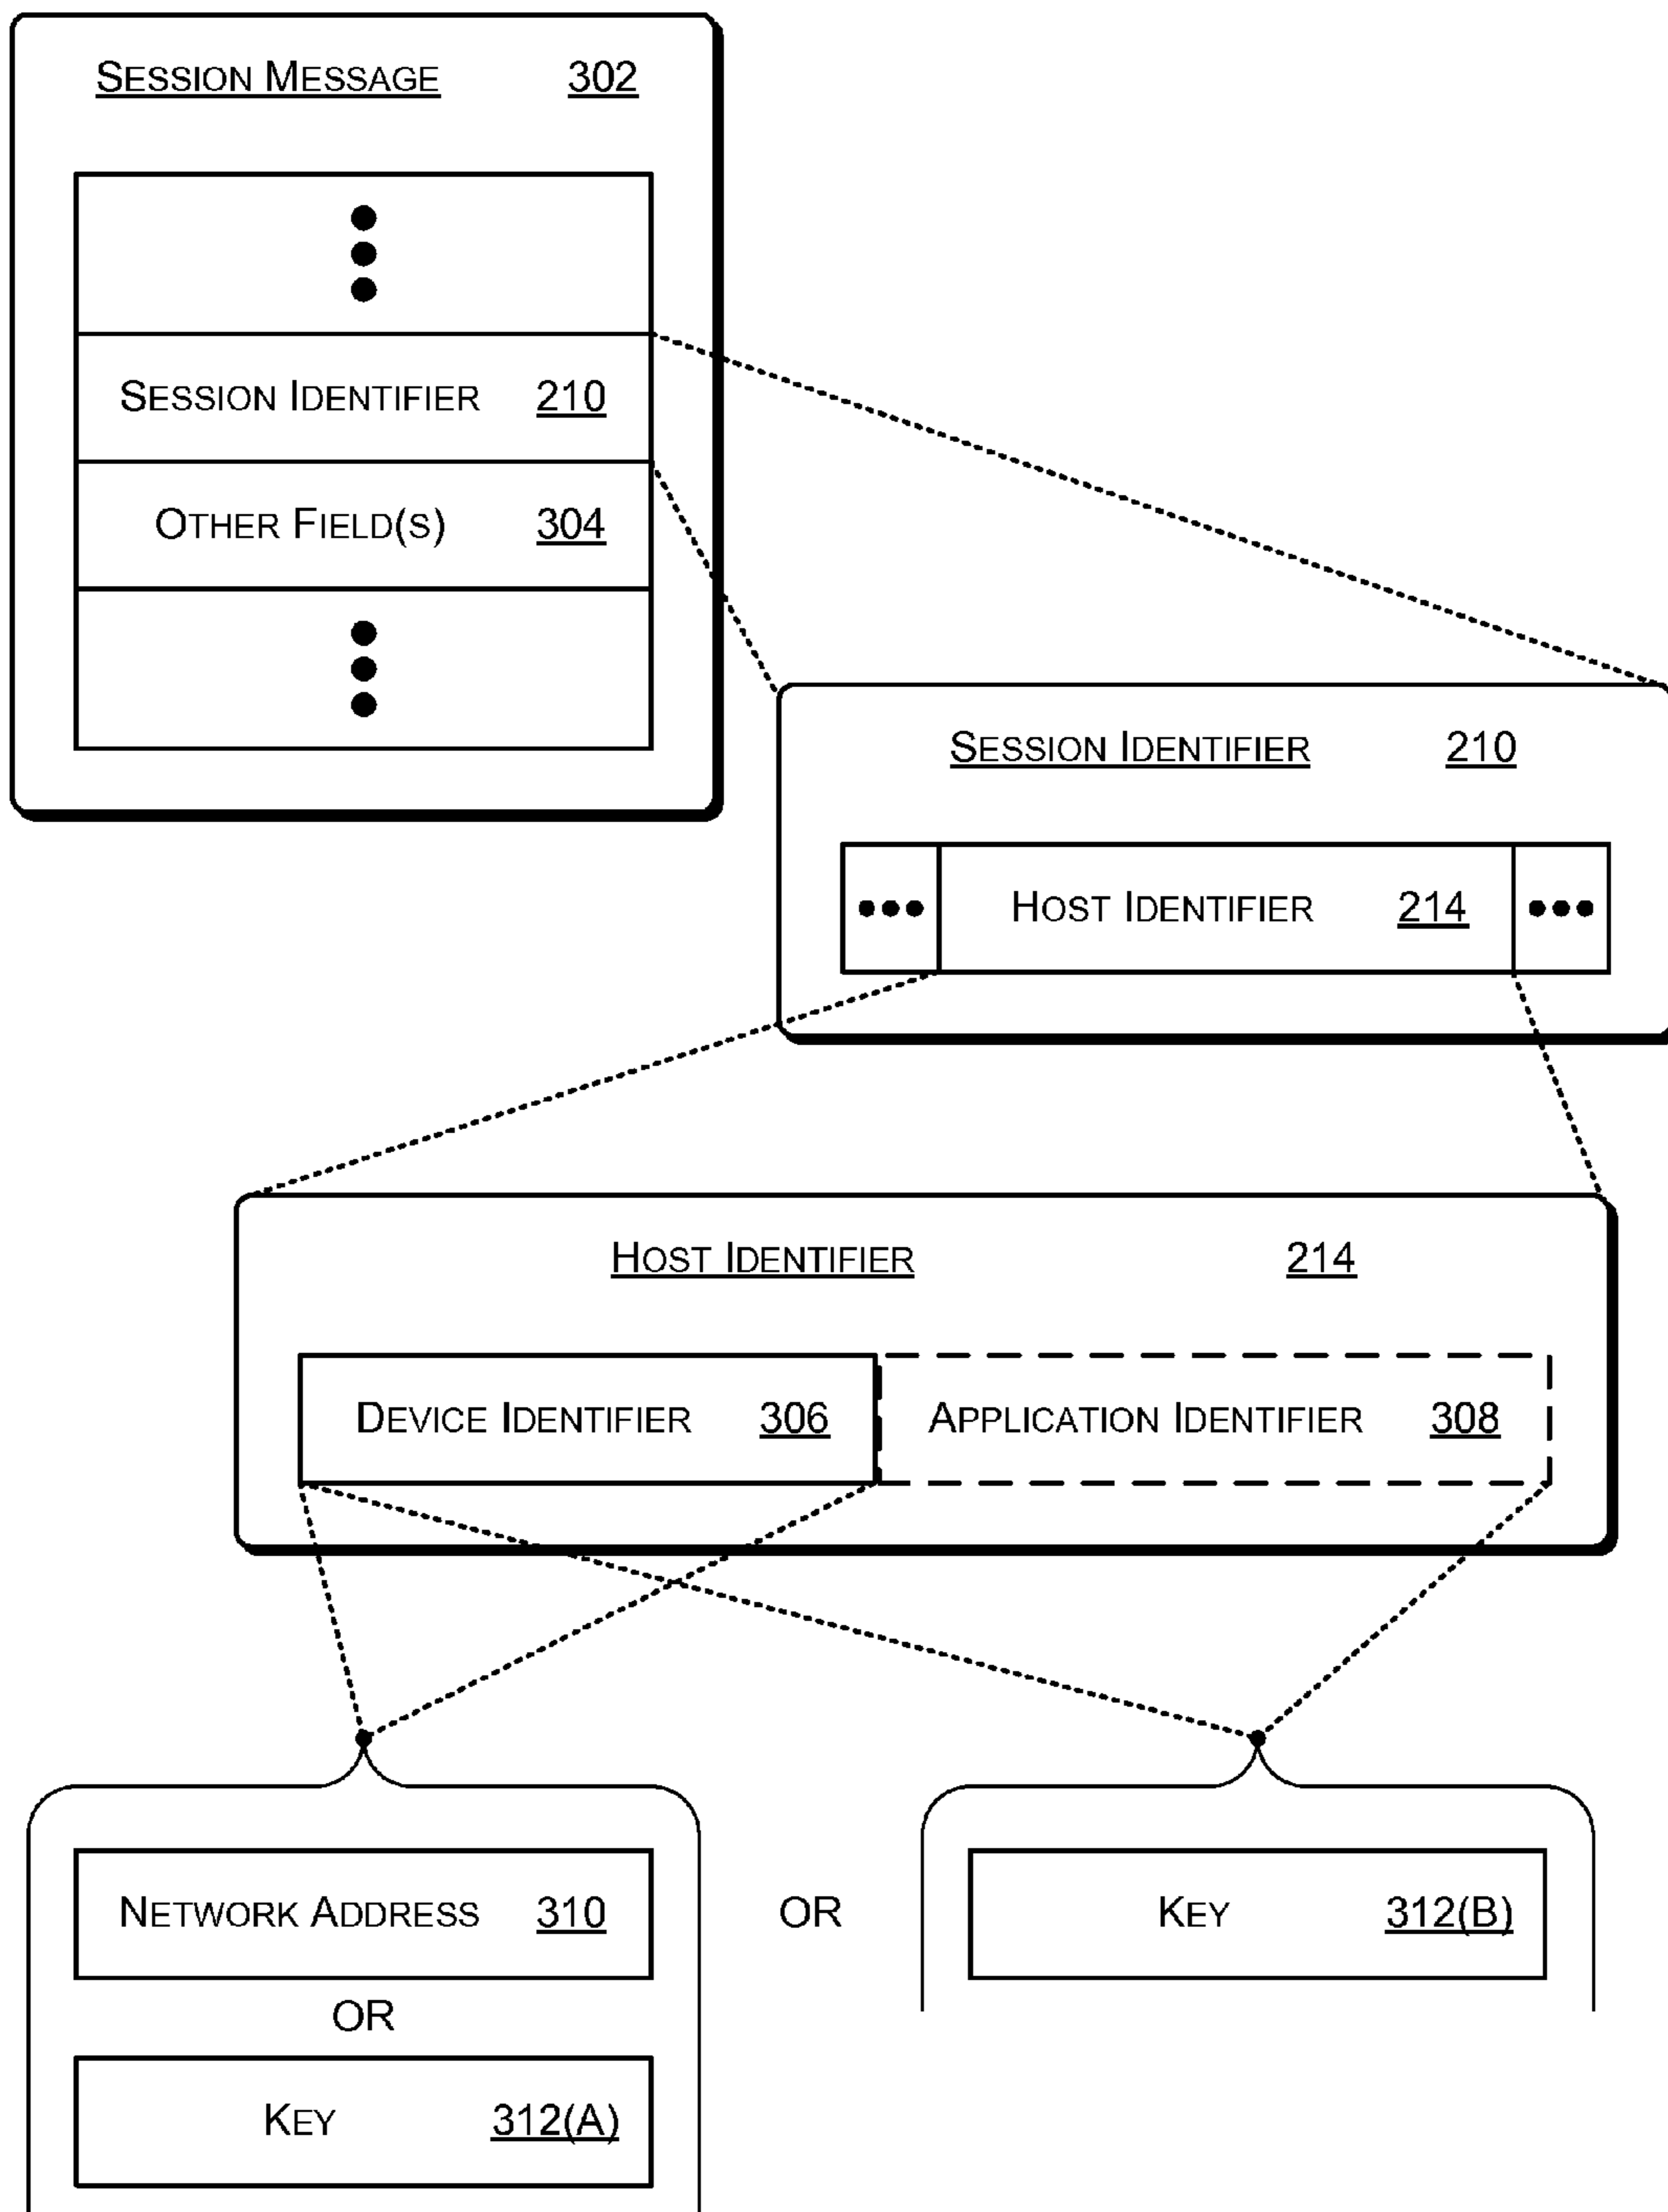 SESSION MESSAGE 302
SESSION IDENTIFIER 210
OTHER FIELD(S) 304
SESSION IDENTIFIER 210
HOST IDENTIFIER 214
HOST IDENTIFIER 214
DEVICE IDENTIFIER 306 APPLICATION IDENTIFIER 308
NETWORK ADDRESS 310 OR KEY 312(B)
OR
KEY 312(A)